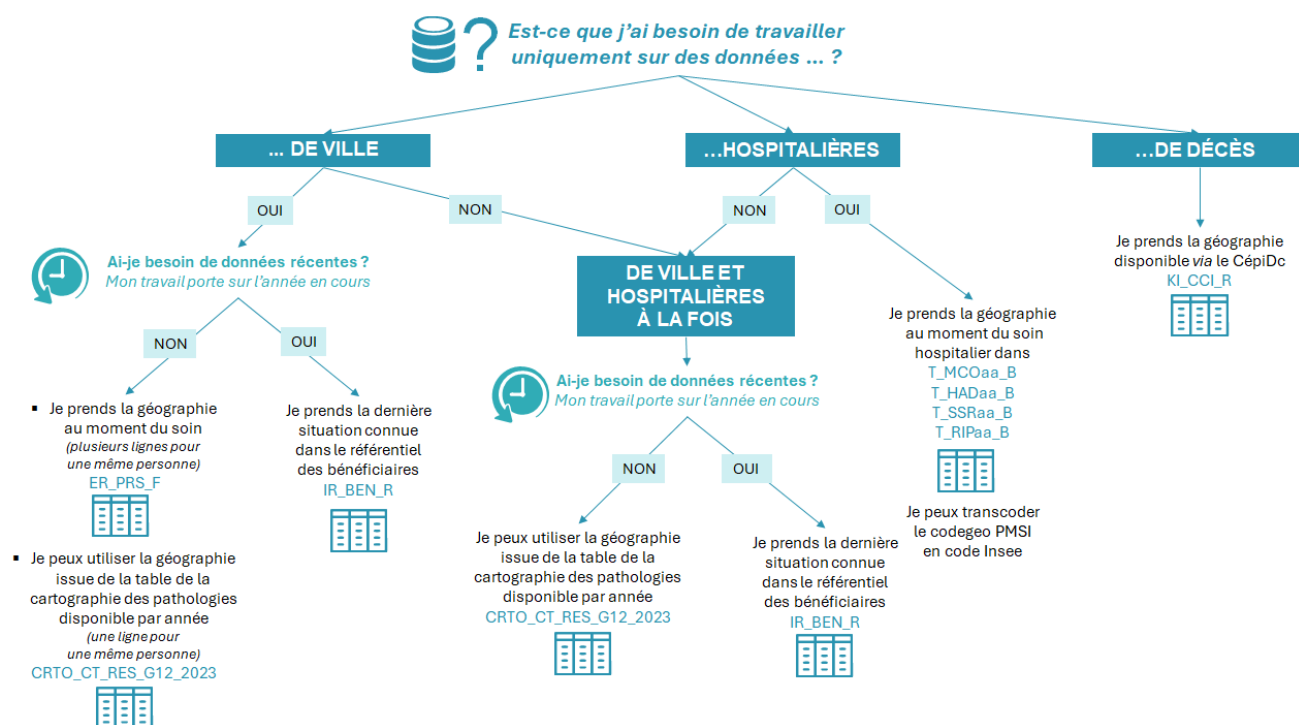 Est-ce que j'ai besoin de travailler
uniquement sur des données ... ?
... DE VILLE
...HOSPITALIÈRES
...DE DÉCÈS
OUI
NON
NON
OUI
Ai-je besoin de données récentes ?
Mon travail porte sur l'année en cours
NON
OUI
▪ Je prends la géographie
au moment du soin
(plusieurs lignes pour
une même personne)
ER_PRS_F
▪ Je peux utiliser la géographie
issue de la table de la
cartographie des pathologies
disponible par année
(une ligne pour
une même personne)
CRTO_CT_RES_G12_2023
Je prends la dernière
situation connue
dans le référentiel
des bénéficiaires
IR_BEN_R
DE VILLE ET
HOSPITALIÈRES
À LA FOIS
Ai-je besoin de données récentes ?
Mon travail porte sur l'année en cours
NON
OUI
Je peux utiliser la géographie
issue de la table de la
cartographie des pathologies
disponible par année
CRTO_CT_RES_G12_2023
Je prends la dernière
situation connue
dans le référentiel
des bénéficiaires
IR_BEN_R
Je prends la géographie
au moment du soin
hospitalier dans
T_MCOaa_B
T_HADaa_B
T_SSRaa_B
T_RIPaa_B
Je peux transcoder
le codegeo PMSI
en code Insee
Je prends la géographie
disponible via le CépiDc
KI_CCI_R